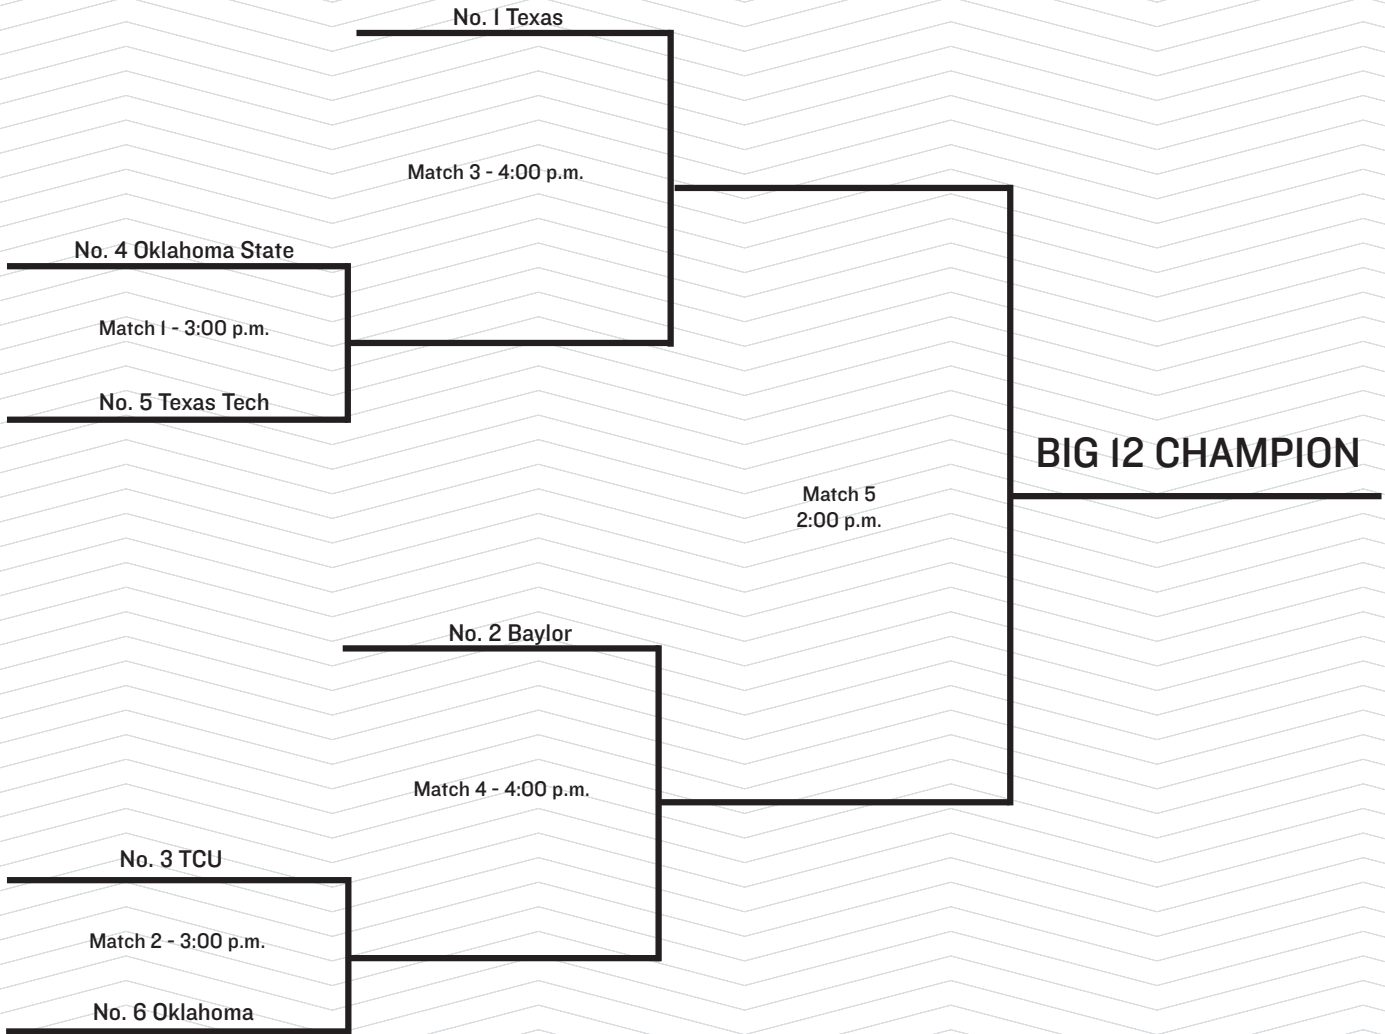 No. 1 Texas
Match 3 - 4:00 p.m.
No. 4 Oklahoma State
Match 1 - 3:00 p.m.
No. 5 Texas Tech
BIG 12 CHAMPION
Match 5
2:00 p.m.
No. 2 Baylor
Match 4 - 4:00 p.m.
No. 3 TCU
Match 2 - 3:00 p.m.
No. 6 Oklahoma